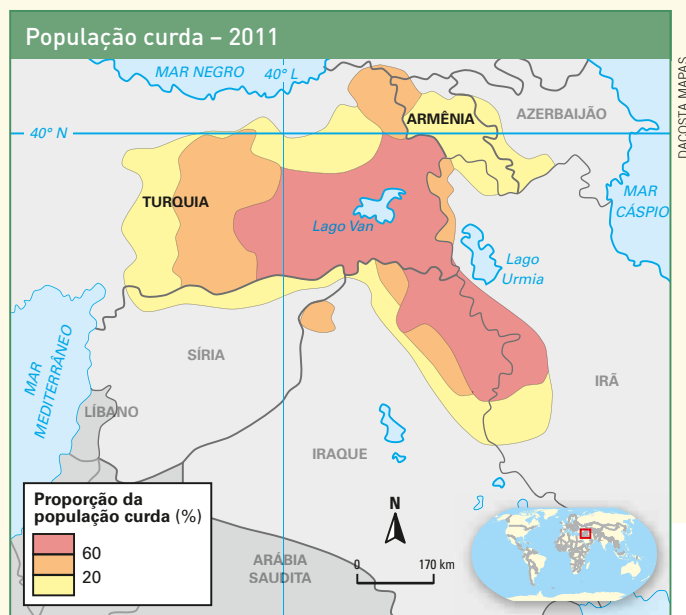 População curda – 2011
MAR NEGRO
40° L
AZERBAIJÃO
ARMÊNIA
40° N
TURQUIA
MAR
CÁSPIO
Lago Van
Lago
Urmia
MAR
MEDITERRÂNEO
SÍRIA
IRÃ
LÍBANO
IRAQUE
Proporção da
população curda (%)
60
20
N
0 170 km
ARÁBIA
SAUDITA
DACOSTA MAPAS